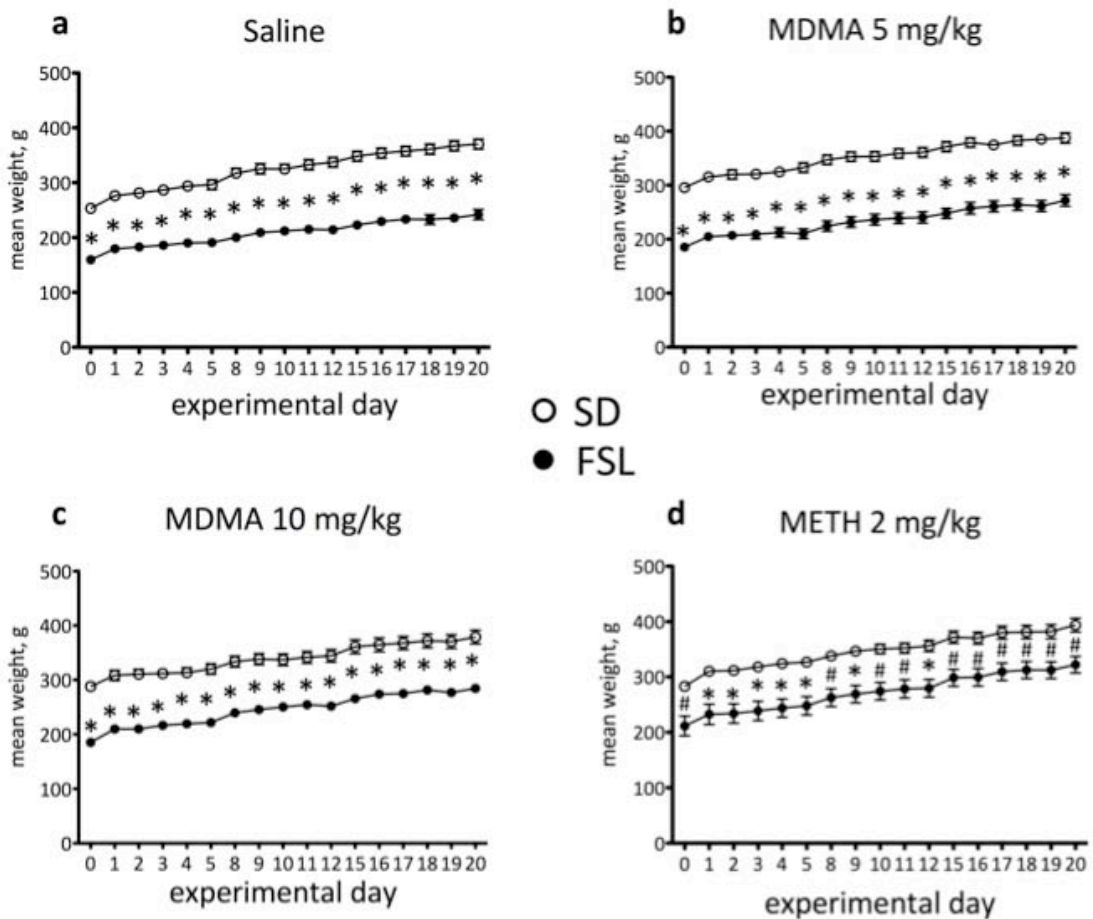 a
Saline
mean weight, g
500
400
300
200
100
0
* * * * * * * * * * * * * * * *
0 1 2 3 4 5 8 9 10 11 12 15 16 17 18 19 20
experimental day
b
MDMA 5 mg/kg
mean weight, g
500
400
300
200
100
0
* * * * * * * * * * * * * * * * *
0 1 2 3 4 5 8 9 10 11 12 15 16 17 18 19 20
experimental day
SD
FSL
c
MDMA 10 mg/kg
mean weight, g
500
400
300
200
100
0
* * * * * * * * * * * * * * * * *
0 1 2 3 4 5 8 9 10 11 12 15 16 17 18 19 20
experimental day
d
METH 2 mg/kg
mean weight, g
500
400
300
200
100
0
# * * * * * # * # # * # # # # # #
0 1 2 3 4 5 8 9 10 11 12 15 16 17 18 19 20
experimental day